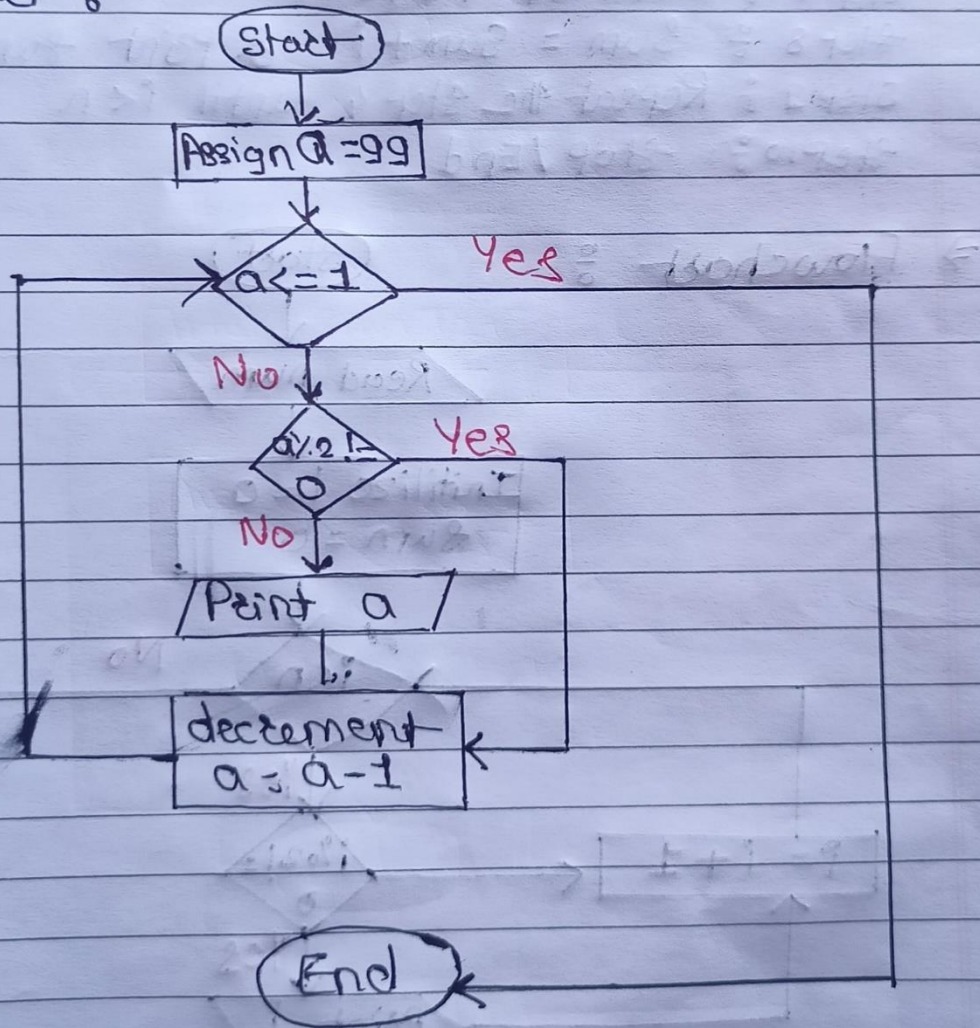 Start
Assign a = 99
a<=1
Yes
No
a%2 !=
0
Yes
No
Print a
decrement
a = a-1
End